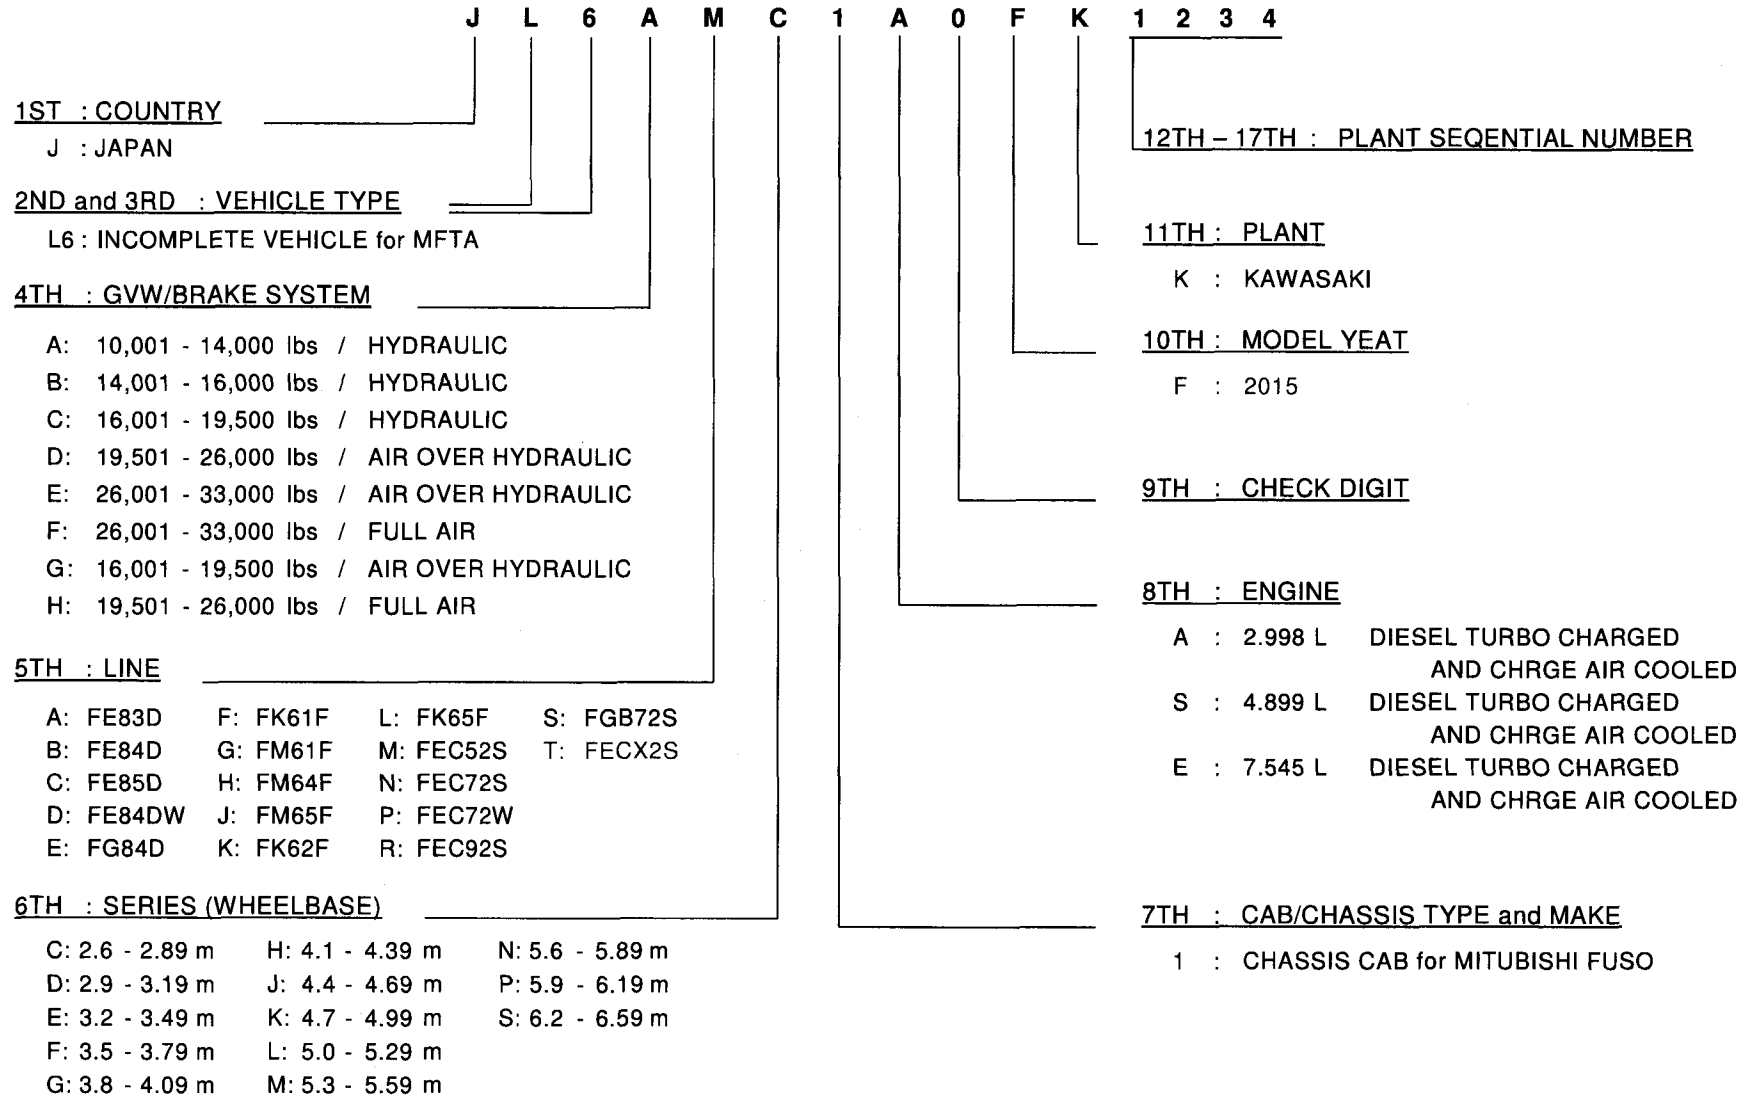 J L 6 A M C 1 A 0 F K 1 2 3 4
1ST : COUNTRY
J : JAPAN
2ND and 3RD : VEHICLE TYPE
L6 : INCOMPLETE VEHICLE for MFTA
4TH : GVW/BRAKE SYSTEM
A: 10,001 - 14,000 lbs / HYDRAULIC
B: 14,001 - 16,000 lbs / HYDRAULIC
C: 16,001 - 19,500 lbs / HYDRAULIC
D: 19,501 - 26,000 lbs / AIR OVER HYDRAULIC
E: 26,001 - 33,000 lbs / AIR OVER HYDRAULIC
F: 26,001 - 33,000 lbs / FULL AIR
G: 16,001 - 19,500 lbs / AIR OVER HYDRAULIC
H: 19,501 - 26,000 lbs / FULL AIR
5TH : LINE
A: FE83D F: FK61F L: FK65F S: FGB72S
B: FE84D G: FM61F M: FEC52S T: FECX2S
C: FE85D H: FM64F N: FEC72S
D: FE84DW J: FM65F P: FEC72W
E: FG84D K: FK62F R: FEC92S
6TH : SERIES (WHEELBASE)
C: 2.6 - 2.89 m H: 4.1 - 4.39 m N: 5.6 - 5.89 m
D: 2.9 - 3.19 m J: 4.4 - 4.69 m P: 5.9 - 6.19 m
E: 3.2 - 3.49 m K: 4.7 - 4.99 m S: 6.2 - 6.59 m
F: 3.5 - 3.79 m L: 5.0 - 5.29 m
G: 3.8 - 4.09 m M: 5.3 - 5.59 m
12TH – 17TH : PLANT SEQENTIAL NUMBER
11TH : PLANT
K : KAWASAKI
10TH : MODEL YEAT
F : 2015
9TH : CHECK DIGIT
8TH : ENGINE
A : 2.998 L DIESEL TURBO CHARGED
AND CHRGE AIR COOLED
S : 4.899 L DIESEL TURBO CHARGED
AND CHRGE AIR COOLED
E : 7.545 L DIESEL TURBO CHARGED
AND CHRGE AIR COOLED
7TH : CAB/CHASSIS TYPE and MAKE
1 : CHASSIS CAB for MITUBISHI FUSO